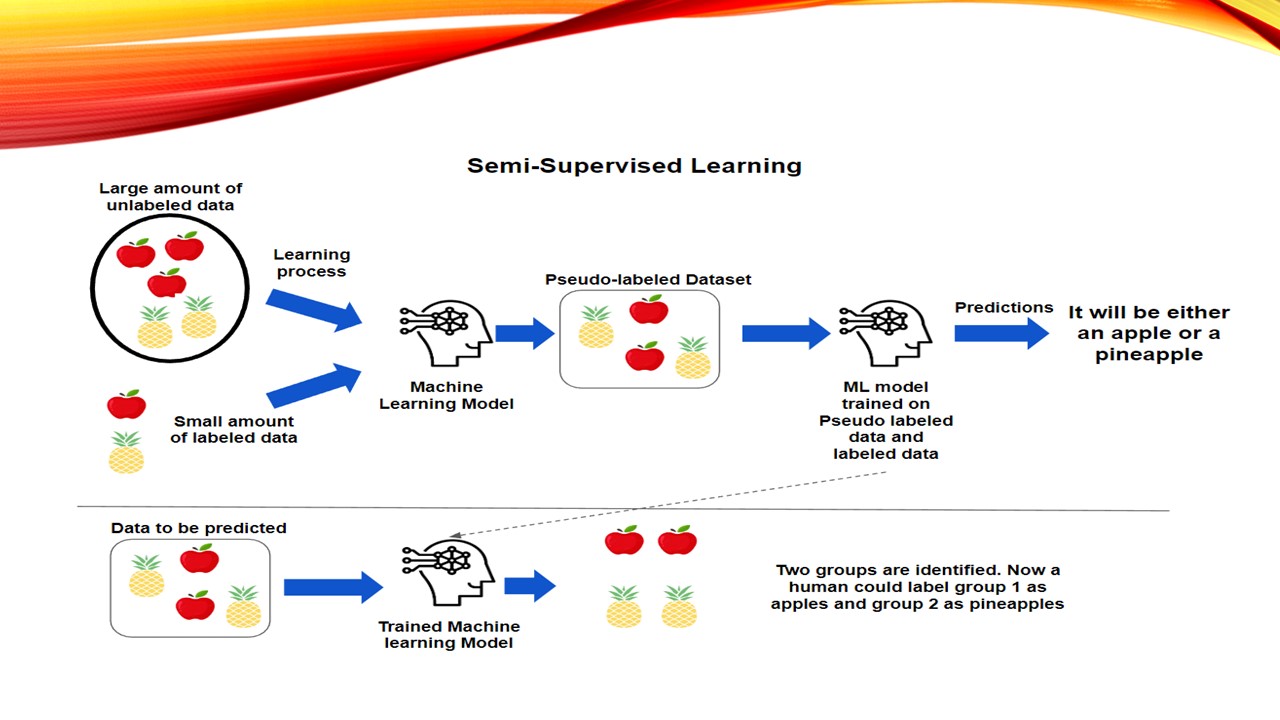 Semi-Supervised Learning
Large amount of
unlabeled data
Learning
process
Small amount
of labeled data
Machine
Learning Model
Pseudo-labeled Dataset
ML model
trained on
Pseudo labeled
data and
labeled data
Predictions
It will be either
an apple or a
pineapple
Data to be predicted
Trained Machine
learning Model
Two groups are identified. Now a
human could label group 1 as
apples and group 2 as pineapples